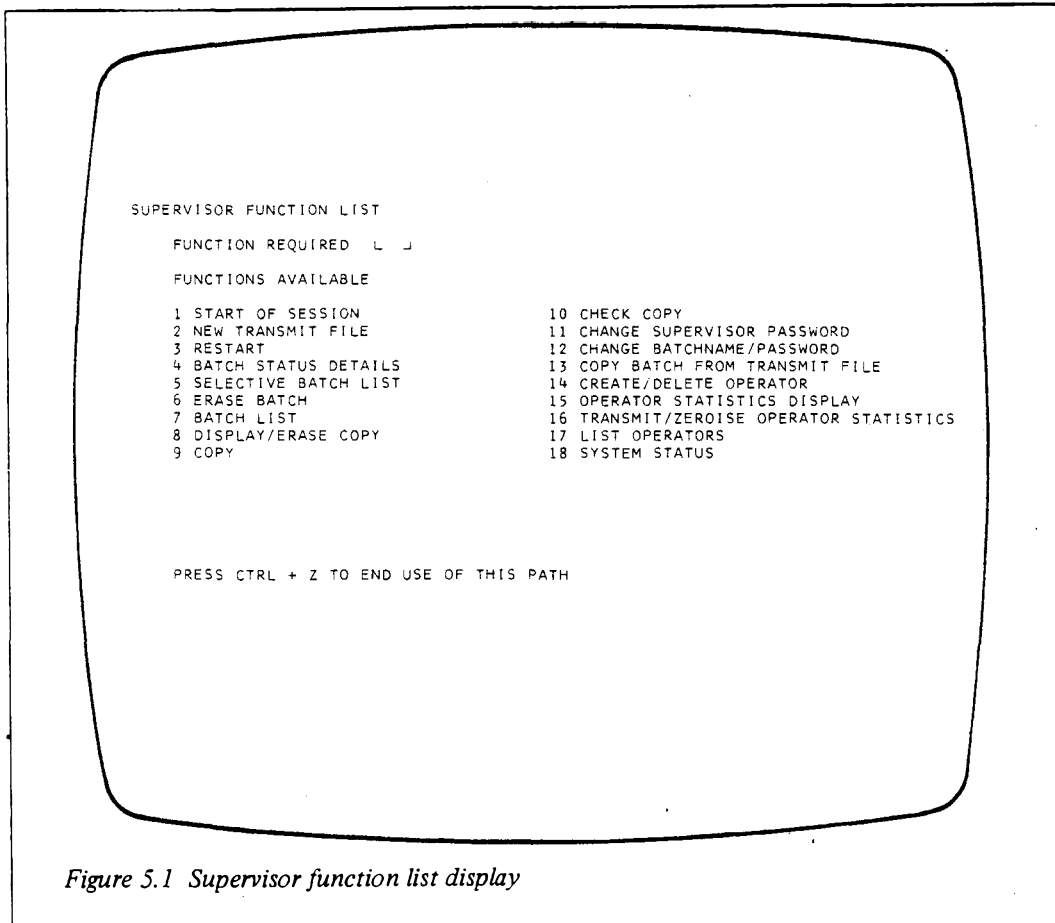 SUPERVISOR FUNCTION LIST
FUNCTION REQUIRED ⌞ ⌟
FUNCTIONS AVAILABLE
1 START OF SESSION
2 NEW TRANSMIT FILE
3 RESTART
4 BATCH STATUS DETAILS
5 SELECTIVE BATCH LIST
6 ERASE BATCH
7 BATCH LIST
8 DISPLAY/ERASE COPY
9 COPY
10 CHECK COPY
11 CHANGE SUPERVISOR PASSWORD
12 CHANGE BATCHNAME/PASSWORD
13 COPY BATCH FROM TRANSMIT FILE
14 CREATE/DELETE OPERATOR
15 OPERATOR STATISTICS DISPLAY
16 TRANSMIT/ZEROISE OPERATOR STATISTICS
17 LIST OPERATORS
18 SYSTEM STATUS
PRESS CTRL + Z TO END USE OF THIS PATH
Figure 5.1 Supervisor function list display